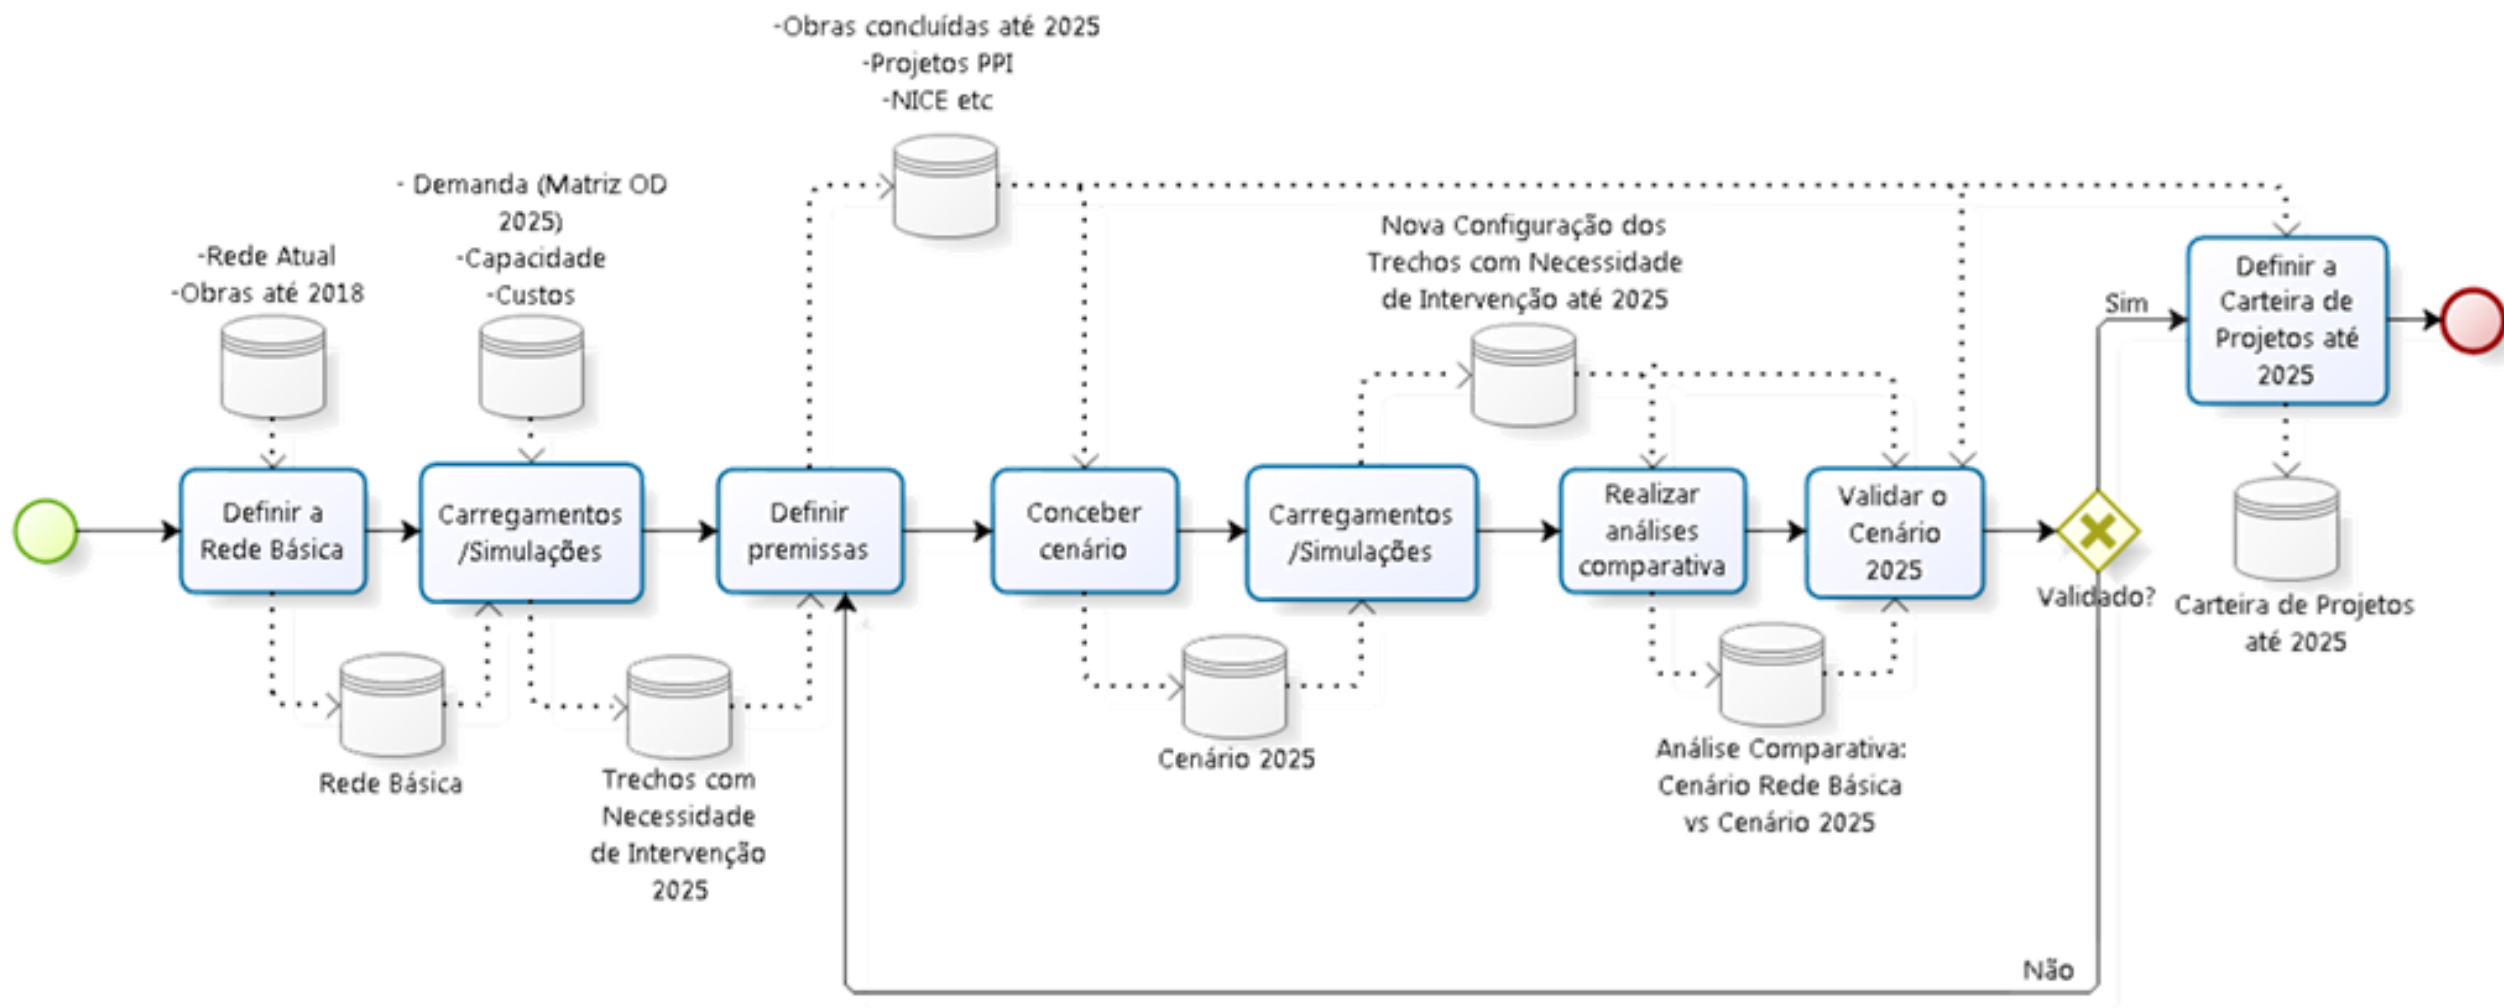 -Obras concluídas até 2025
-Projetos PPI
-NICE etc
- Demanda (Matriz OD
2025)
-Capacidade
-Custos
-Rede Atual
-Obras até 2018
Nova Configuração dos
Trechos com Necessidade
de Intervenção até 2025
Definir a
Rede Básica
Carregamentos
/Simulações
Definir
premissas
Conceber
cenário
Carregamentos
/Simulações
Realizar
análises
comparativa
Validar o
Cenário
2025
Validado?
Sim
Não
Definir a
Carteira de
Projetos até
2025
Carteira de Projetos
até 2025
Rede Básica
Trechos com
Necessidade
de Intervenção
2025
Cenário 2025
Análise Comparativa:
Cenário Rede Básica
vs Cenário 2025